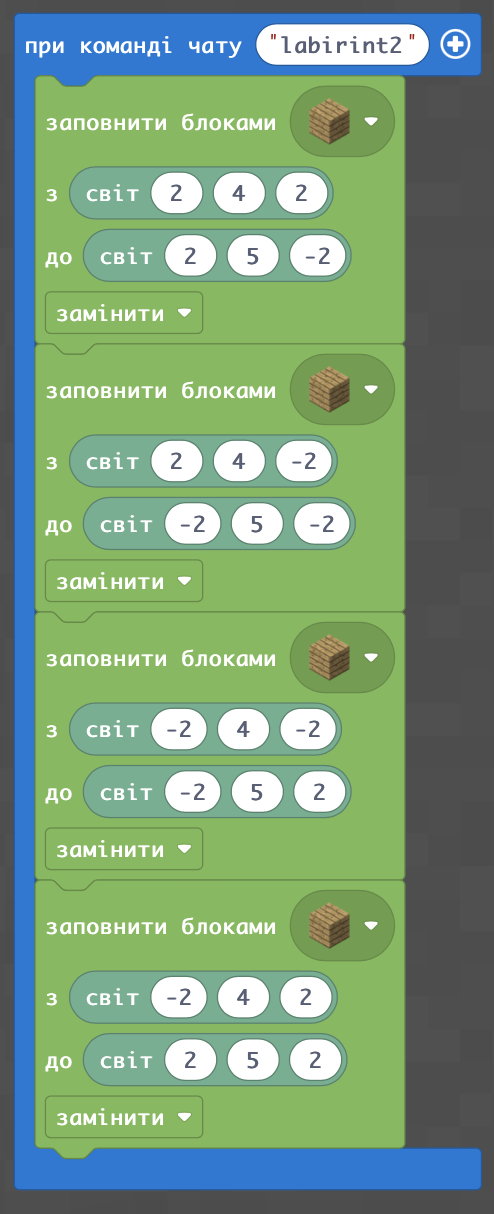 при команді чату "labirint2"
заповнити блоками
з світ 2 4 2
до світ 2 5 -2
замінити
заповнити блоками
з світ 2 4 -2
до світ -2 5 -2
замінити
заповнити блоками
з світ -2 4 -2
до світ -2 5 2
замінити
заповнити блоками
з світ -2 4 2
до світ 2 5 2
замінити